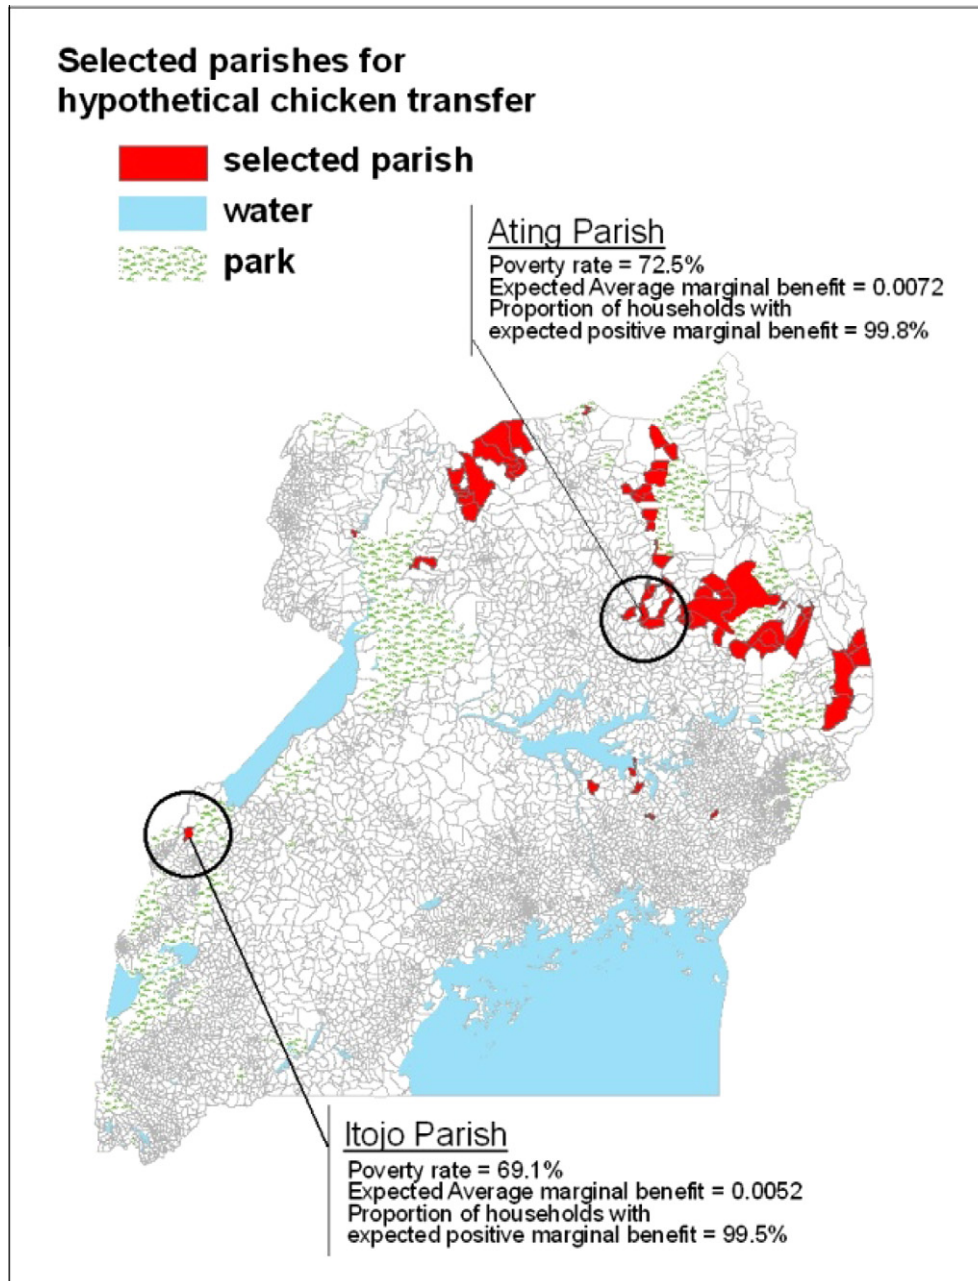 Selected parishes for
hypothetical chicken transfer
selected parish
water
park
Ating Parish
Poverty rate = 72.5%
Expected Average marginal benefit = 0.0072
Proportion of households with
expected positive marginal benefit = 99.8%
Itojo Parish
Poverty rate = 69.1%
Expected Average marginal benefit = 0.0052
Proportion of households with
expected positive marginal benefit = 99.5%